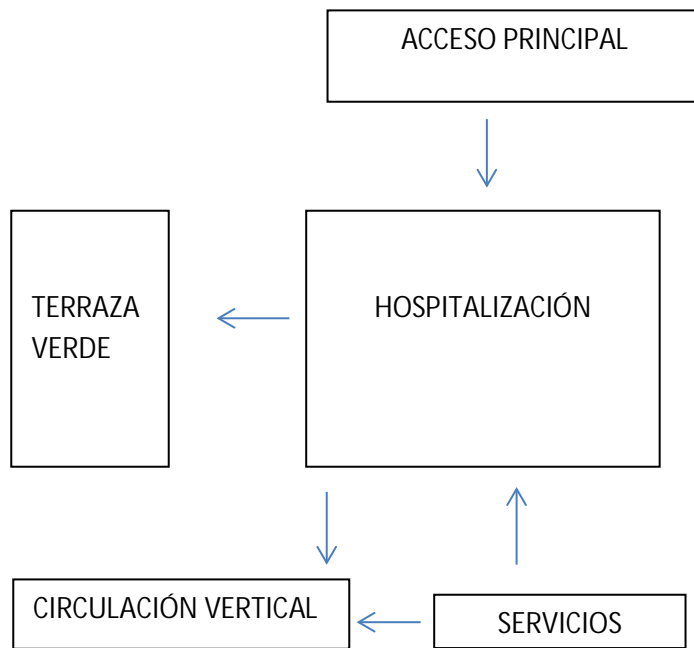 ACCESO PRINCIPAL
TERRAZA
VERDE
HOSPITALIZACIÓN
CIRCULACIÓN VERTICAL
SERVICIOS